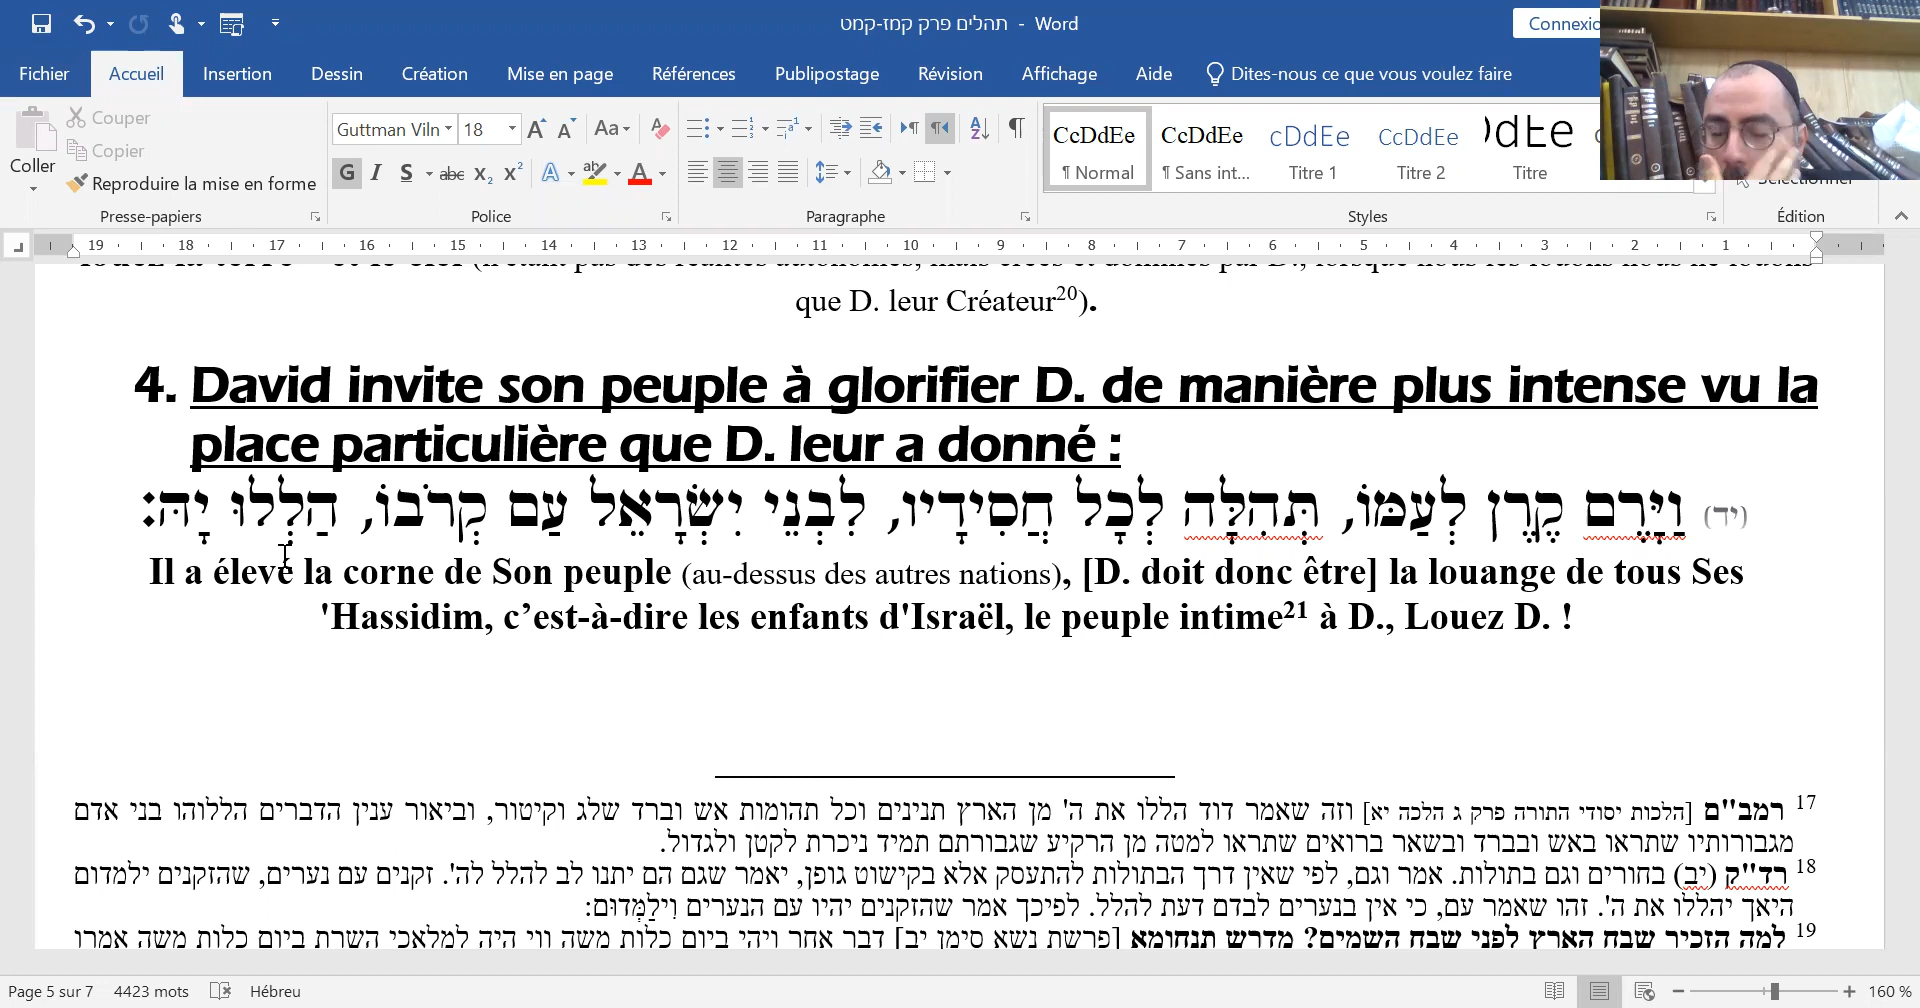 תהלים פרק קמז-קמט - Word
Fichier Accueil Insertion Dessin Création Mise en page Références Publipostage Révision Affichage Aide Dites-nous ce que vous voulez faire
Couper
Copier
Coller
Reproduire la mise en forme
Guttman Viln 18
CcDdEe CcDdEe cDdEe CcDdEe
¶ Normal ¶ Sans int... Titre 1 Titre 2 Titre
Presse-papiers Police Paragraphe Styles Édition
19 18 17 16 15 14 13 12 11 10 9 8 7 6 5 4 3 2 1
que D. leur Créateur20).
4. David invite son peuple à glorifier D. de manière plus intense vu la
place particulière que D. leur a donné :
(יד) וַיָּרֶם קֶרֶן לְעַמּוֹ, תְּהִלָּה לְכָל חֲסִידָיו, לִבְנֵי יִשְׂרָאֵל עַם קְרֹבוֹ, הַלְלוּ יָהּ:
Il a élevé la corne de Son peuple (au-dessus des autres nations), [D. doit donc être] la louange de tous Ses
'Hassidim, c’est-à-dire les enfants d'Israël, le peuple intime21 à D., Louez D. !
17 רמב"ם [הלכות יסודי התורה פרק ג הלכה יא] וזה שאמר דוד הללו את ה' מן הארץ תנינים וכל תהומות אש וברד שלג וקיטור, וביאור ענין הדברים הללוהו בני אדם
מגבורותיו שתראו באש ובברד ובשאר ברואים שתראו למטה מן הרקיע שגבורתם תמיד ניכרת לקטן ולגדול.
18 רד"ק (יב) בחורים וגם בתולות. אמר וגם, לפי שאין דרך הבתולות להתעסק אלא בקישוט גופן, יאמר שגם הם יתנו לב להלל לה'. זקנים עם נערים, שהזקנים ילמדום
היאך יהללו את ה'. זהו שאמר עם, כי אין בנערים לבדם דעת להלל. לפיכך אמר שהזקנים יהיו עם הנערים וִילַמְּדוּם:
19 למה הזכיר שבח הארץ לפני שבח השמים? מדרש תנחומא [פרשת נשא סימן יב] דבר אחר ויהי ביום כלות משה ווי היה למלאכי השרת ביום כלות משה אמרו
Page 5 sur 7 4423 mots Hébreu 160 %